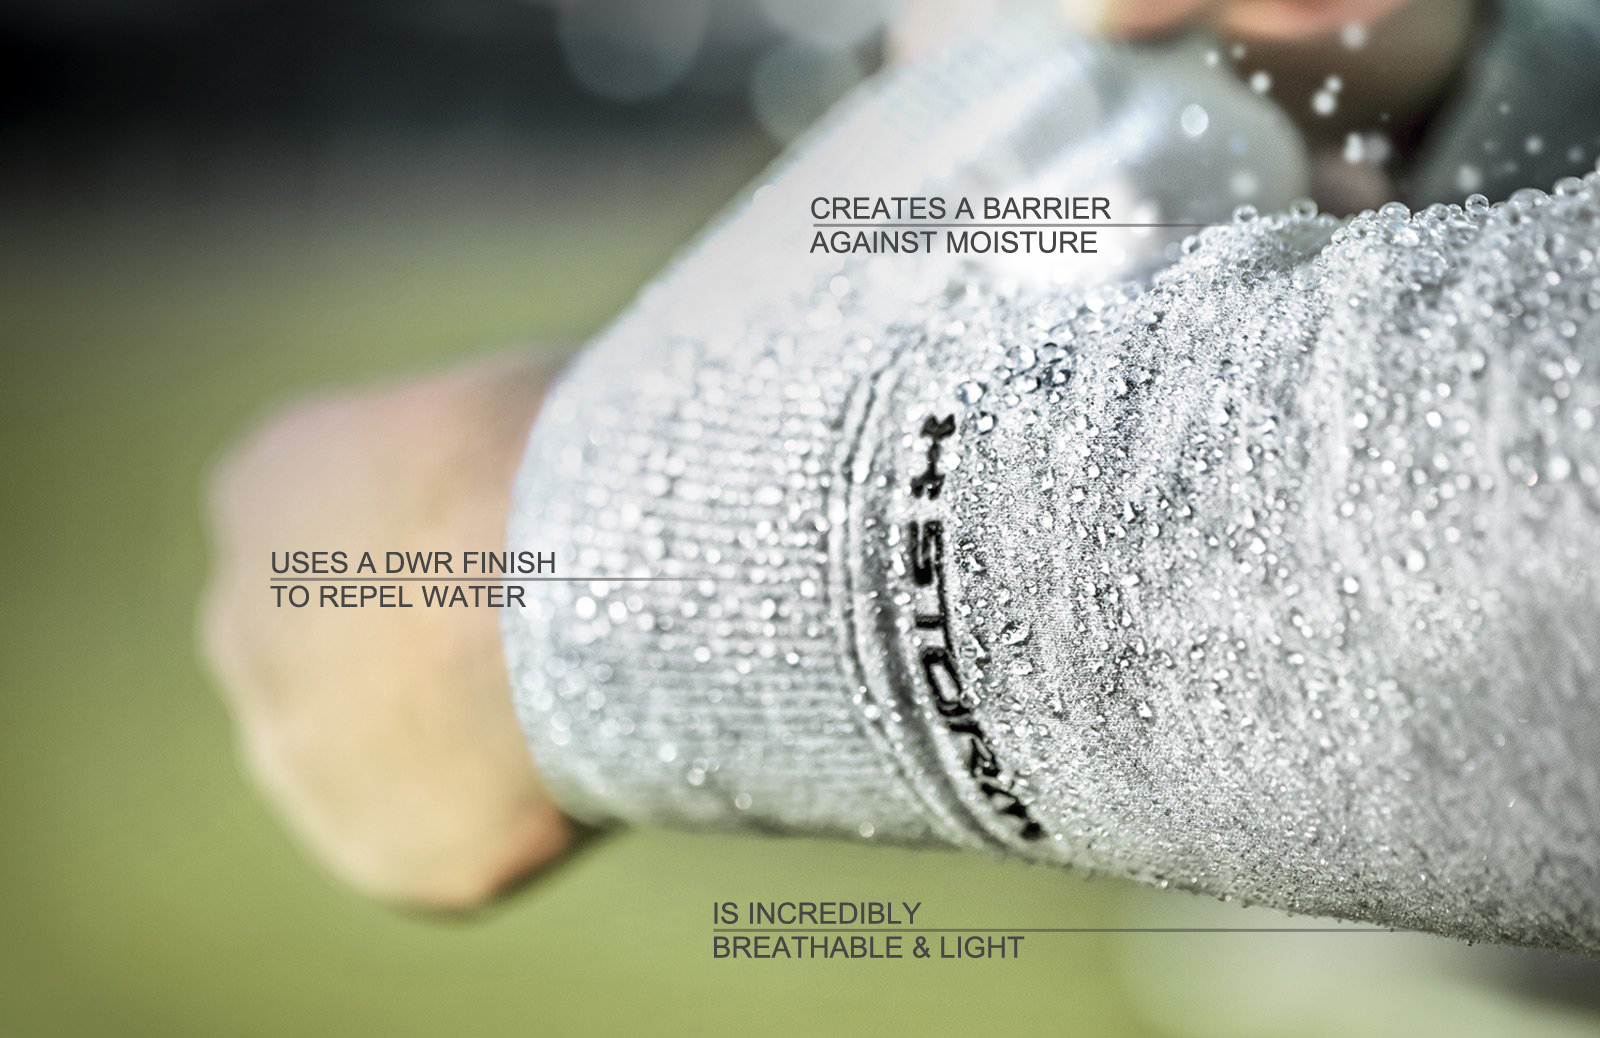 CREATES A BARRIER
AGAINST MOISTURE
STORM
USES A DWR FINISH
TO REPEL WATER
IS INCREDIBLY
BREATHABLE & LIGHT